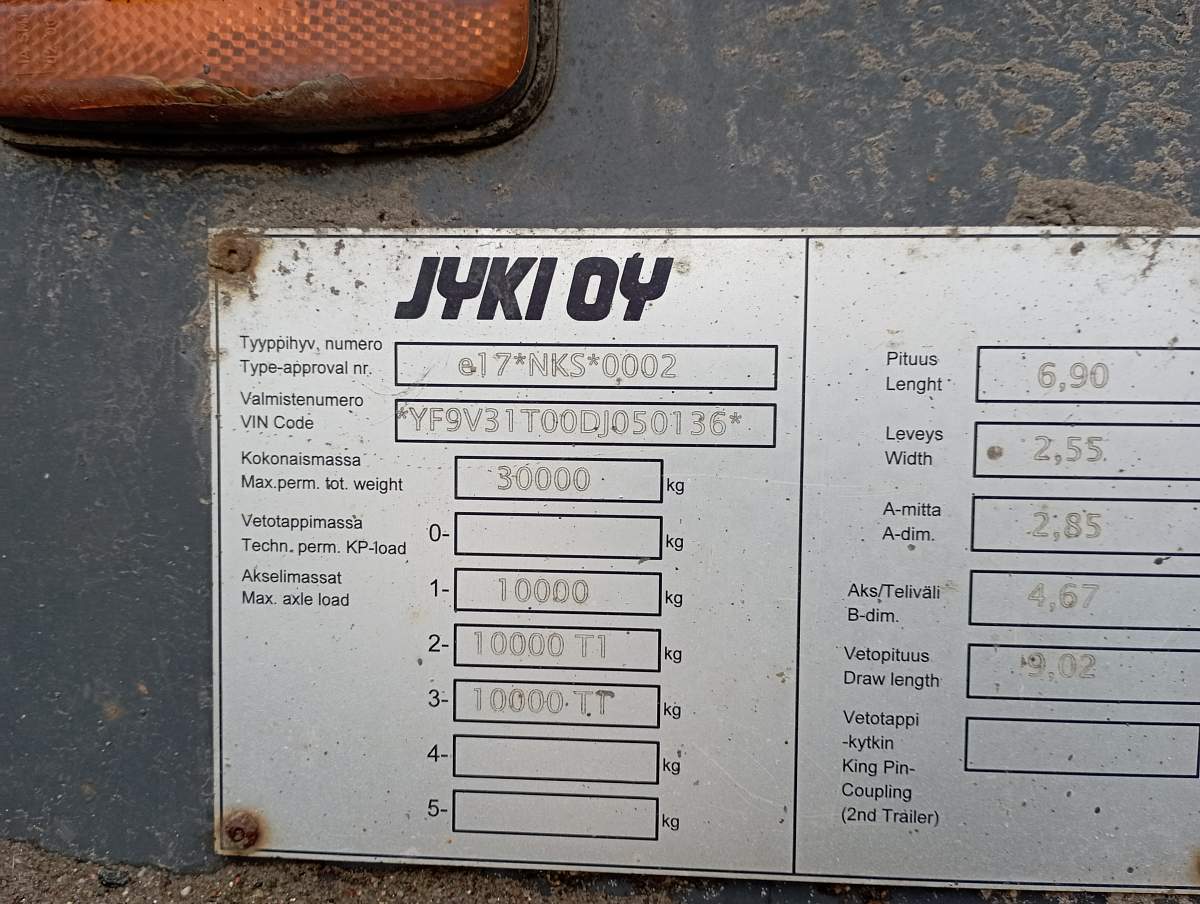 JYKI OY
Tyyppihyv, numero
Type-approval nr.
e17*NKS*0002
Valmistenumero
VIN Code
*YF9V31T00DJ050136*
Kokonaismassa
Max.perm. tot. weight
30000
kg
Vetotappimassa
Techn. perm. KP-load
0-
kg
Akselimassat
Max. axle load
1-
10000
kg
2-
10000 T1
kg
3-
10000 T1
kg
4-
kg
5-
kg
Pituus
Lenght
6,90
Leveys
Width
2,55
A-mitta
A-dim.
2,85
Aks/Teliväli
B-dim.
4,67
Vetopituus
Draw length
9,02
Vetotappi
-kytkin
King Pin-
Coupling
(2nd Trailer)